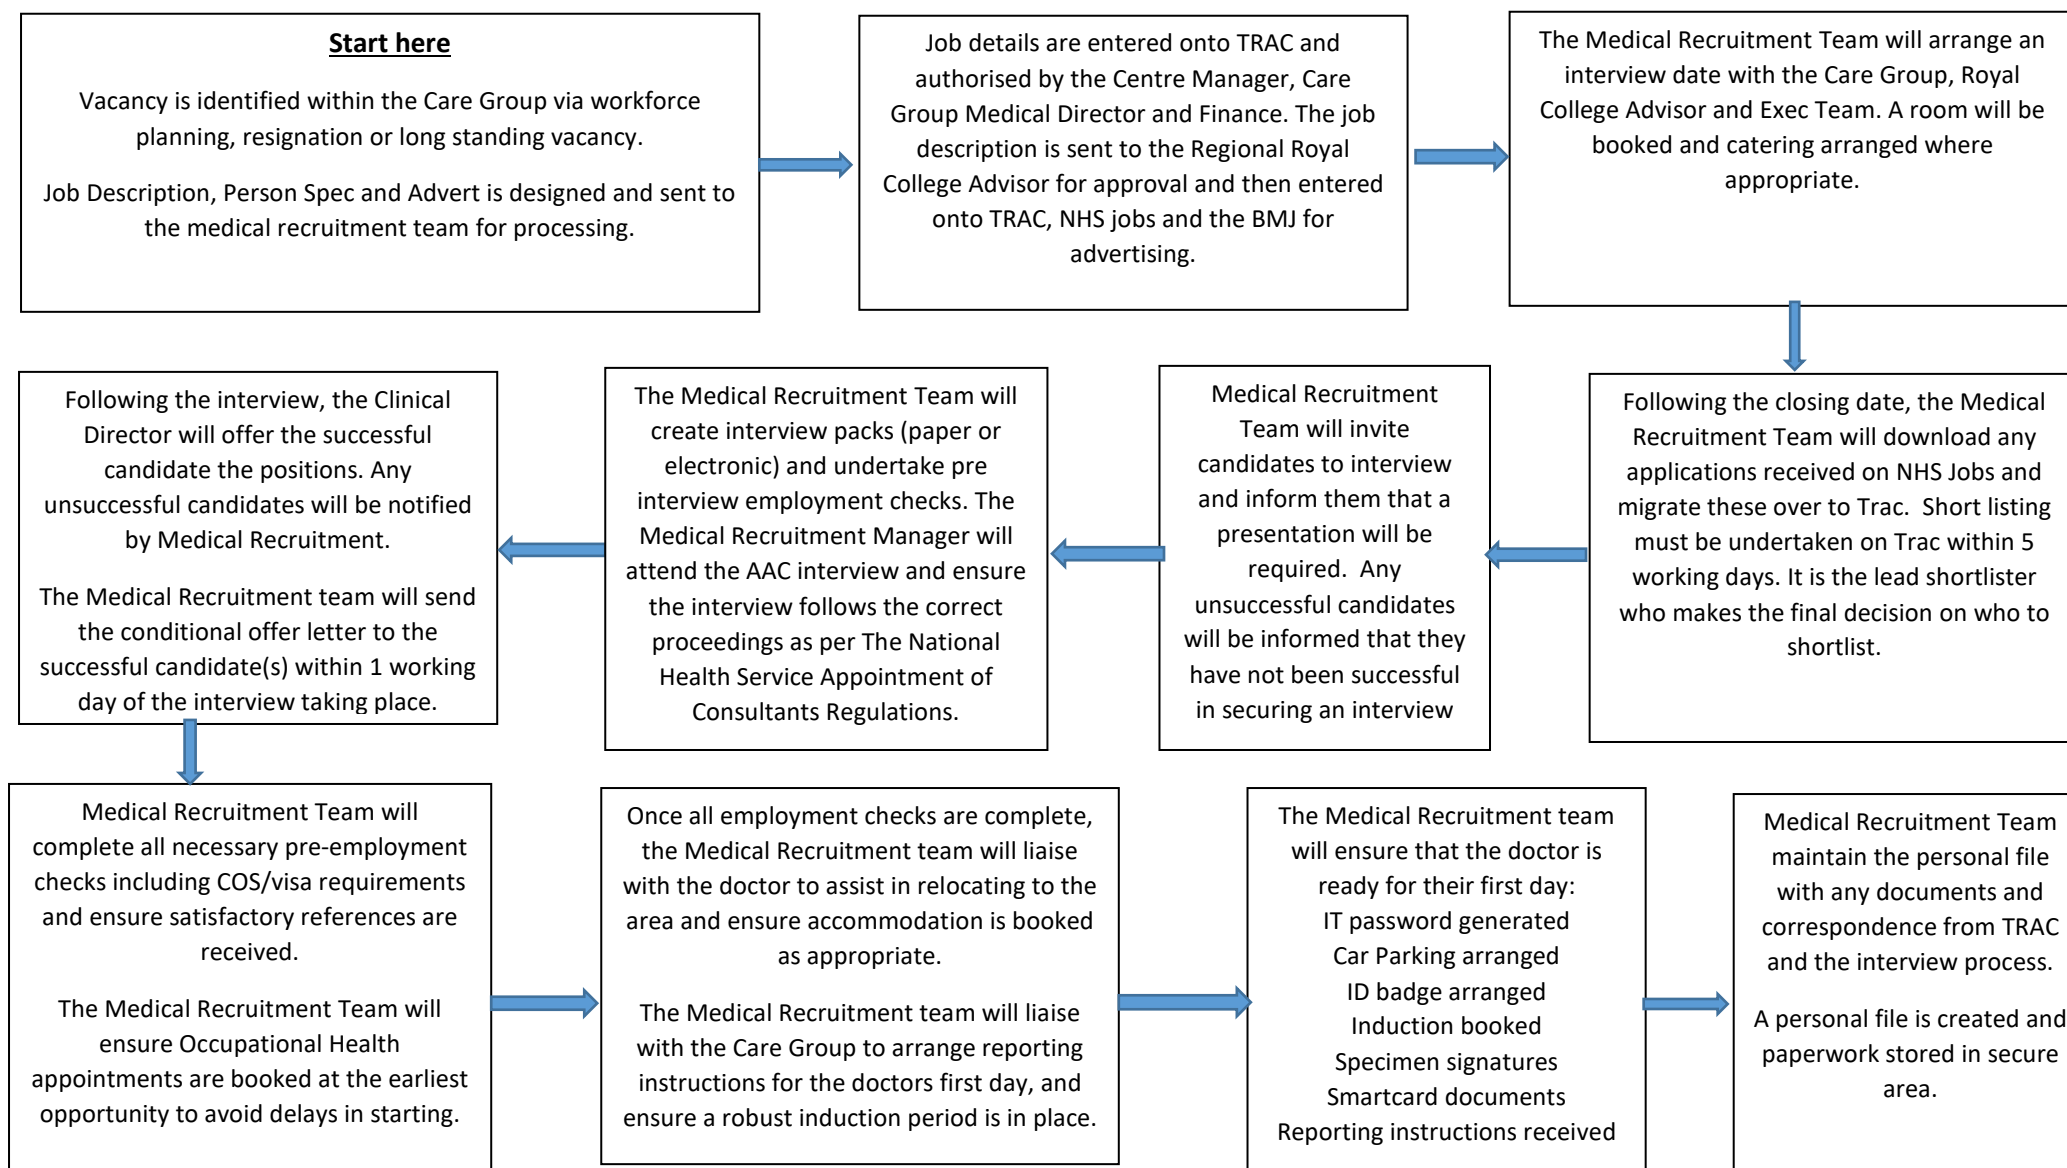 Start here
Vacancy is identified within the Care Group via workforce
planning, resignation or long standing vacancy.
Job Description, Person Spec and Advert is designed and sent to
the medical recruitment team for processing.
Job details are entered onto TRAC and
authorised by the Centre Manager, Care
Group Medical Director and Finance. The job
description is sent to the Regional Royal
College Advisor for approval and then entered
onto TRAC, NHS jobs and the BMJ for
advertising.
The Medical Recruitment Team will arrange an
interview date with the Care Group, Royal
College Advisor and Exec Team. A room will be
booked and catering arranged where
appropriate.
Following the closing date, the Medical
Recruitment Team will download any
applications received on NHS Jobs and
migrate these over to Trac.  Short listing
must be undertaken on Trac within 5
working days. It is the lead shortlister
who makes the final decision on who to
shortlist.
Medical Recruitment
Team will invite
candidates to interview
and inform them that a
presentation will be
required.  Any
unsuccessful candidates
will be informed that they
have not been successful
in securing an interview
The Medical Recruitment Team will
create interview packs (paper or
electronic) and undertake pre
interview employment checks. The
Medical Recruitment Manager will
attend the AAC interview and ensure
the interview follows the correct
proceedings as per The National
Health Service Appointment of
Consultants Regulations.
Following the interview, the Clinical
Director will offer the successful
candidate the positions. Any
unsuccessful candidates will be notified
by Medical Recruitment.
The Medical Recruitment team will send
the conditional offer letter to the
successful candidate(s) within 1 working
day of the interview taking place.
Medical Recruitment Team will
complete all necessary pre-employment
checks including COS/visa requirements
and ensure satisfactory references are
received.
The Medical Recruitment Team will
ensure Occupational Health
appointments are booked at the earliest
opportunity to avoid delays in starting.
Once all employment checks are complete,
the Medical Recruitment team will liaise
with the doctor to assist in relocating to the
area and ensure accommodation is booked
as appropriate.
The Medical Recruitment team will liaise
with the Care Group to arrange reporting
instructions for the doctors first day, and
ensure a robust induction period is in place.
The Medical Recruitment team
will ensure that the doctor is
ready for their first day:
IT password generated
Car Parking arranged
ID badge arranged
Induction booked
Specimen signatures
Smartcard documents
Reporting instructions received
Medical Recruitment Team
maintain the personal file
with any documents and
correspondence from TRAC
and the interview process.
A personal file is created and
paperwork stored in secure
area.